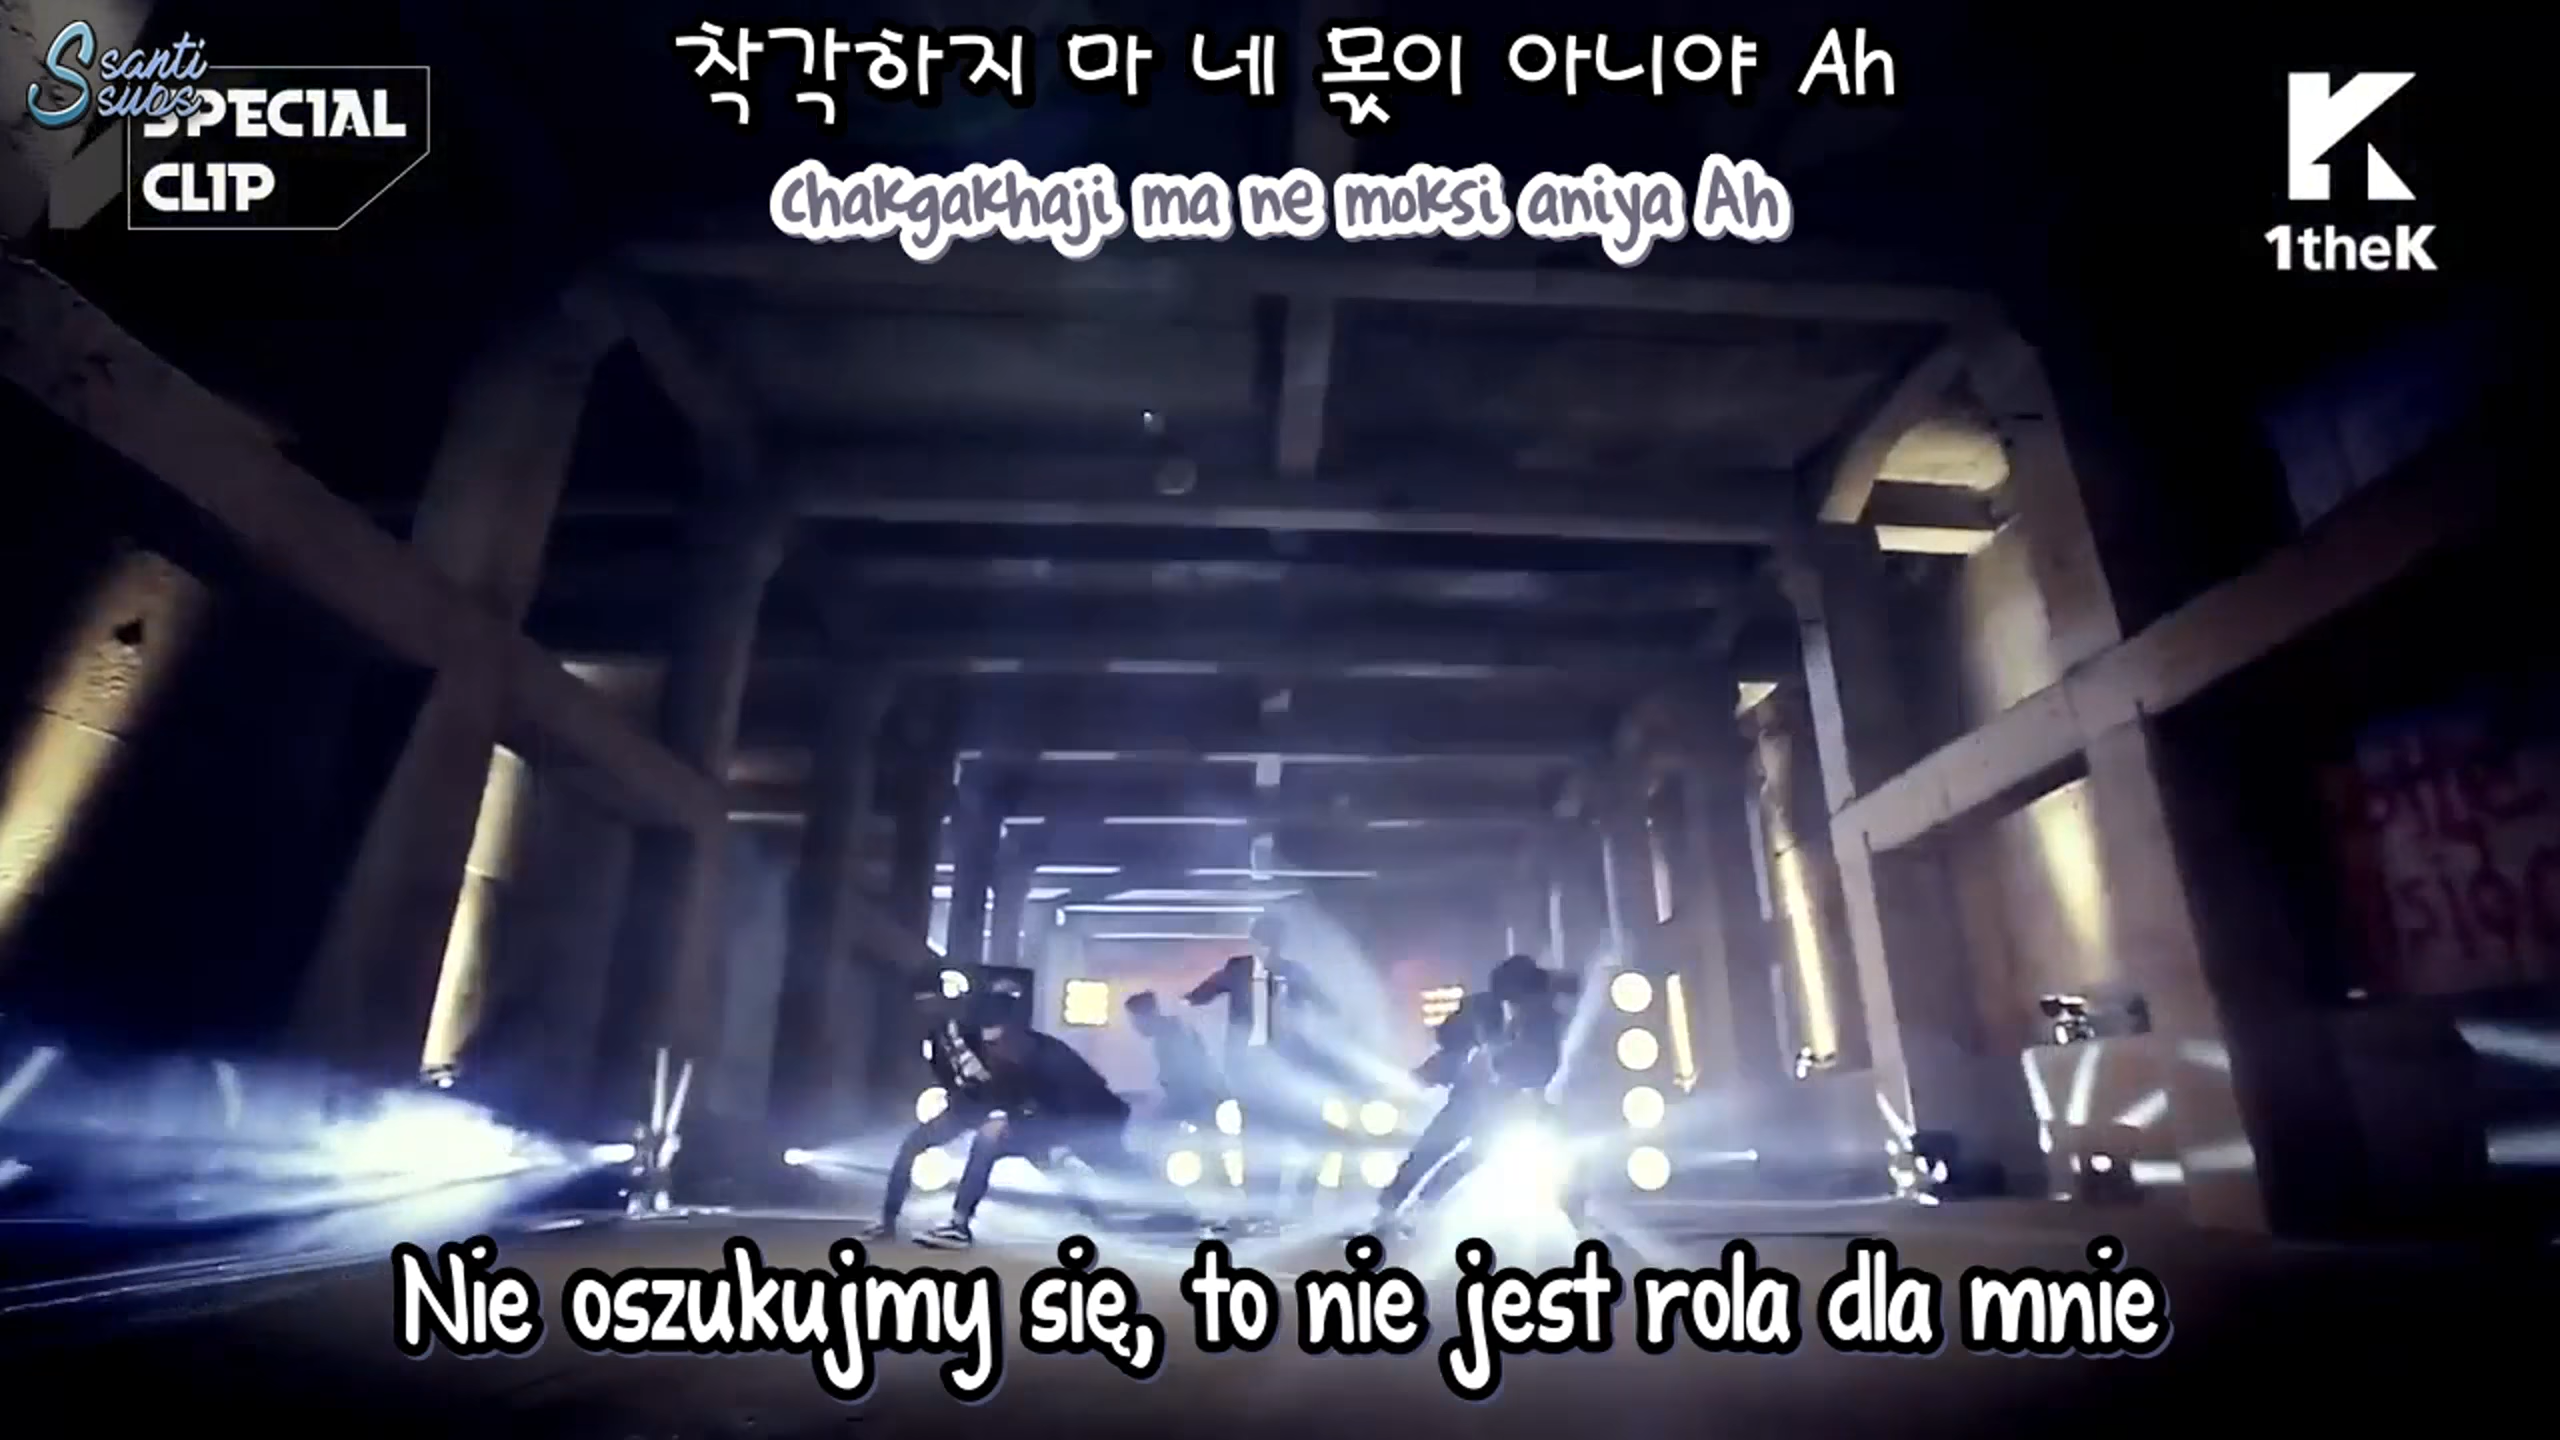 Ssanti
subs
SPECIAL
CLIP
착각하지 마 네 몫이 아니야 Ah
chakgakhaji ma ne moksi aniya Ah
1theK
Nie oszukujmy się, to nie jest rola dla mnie